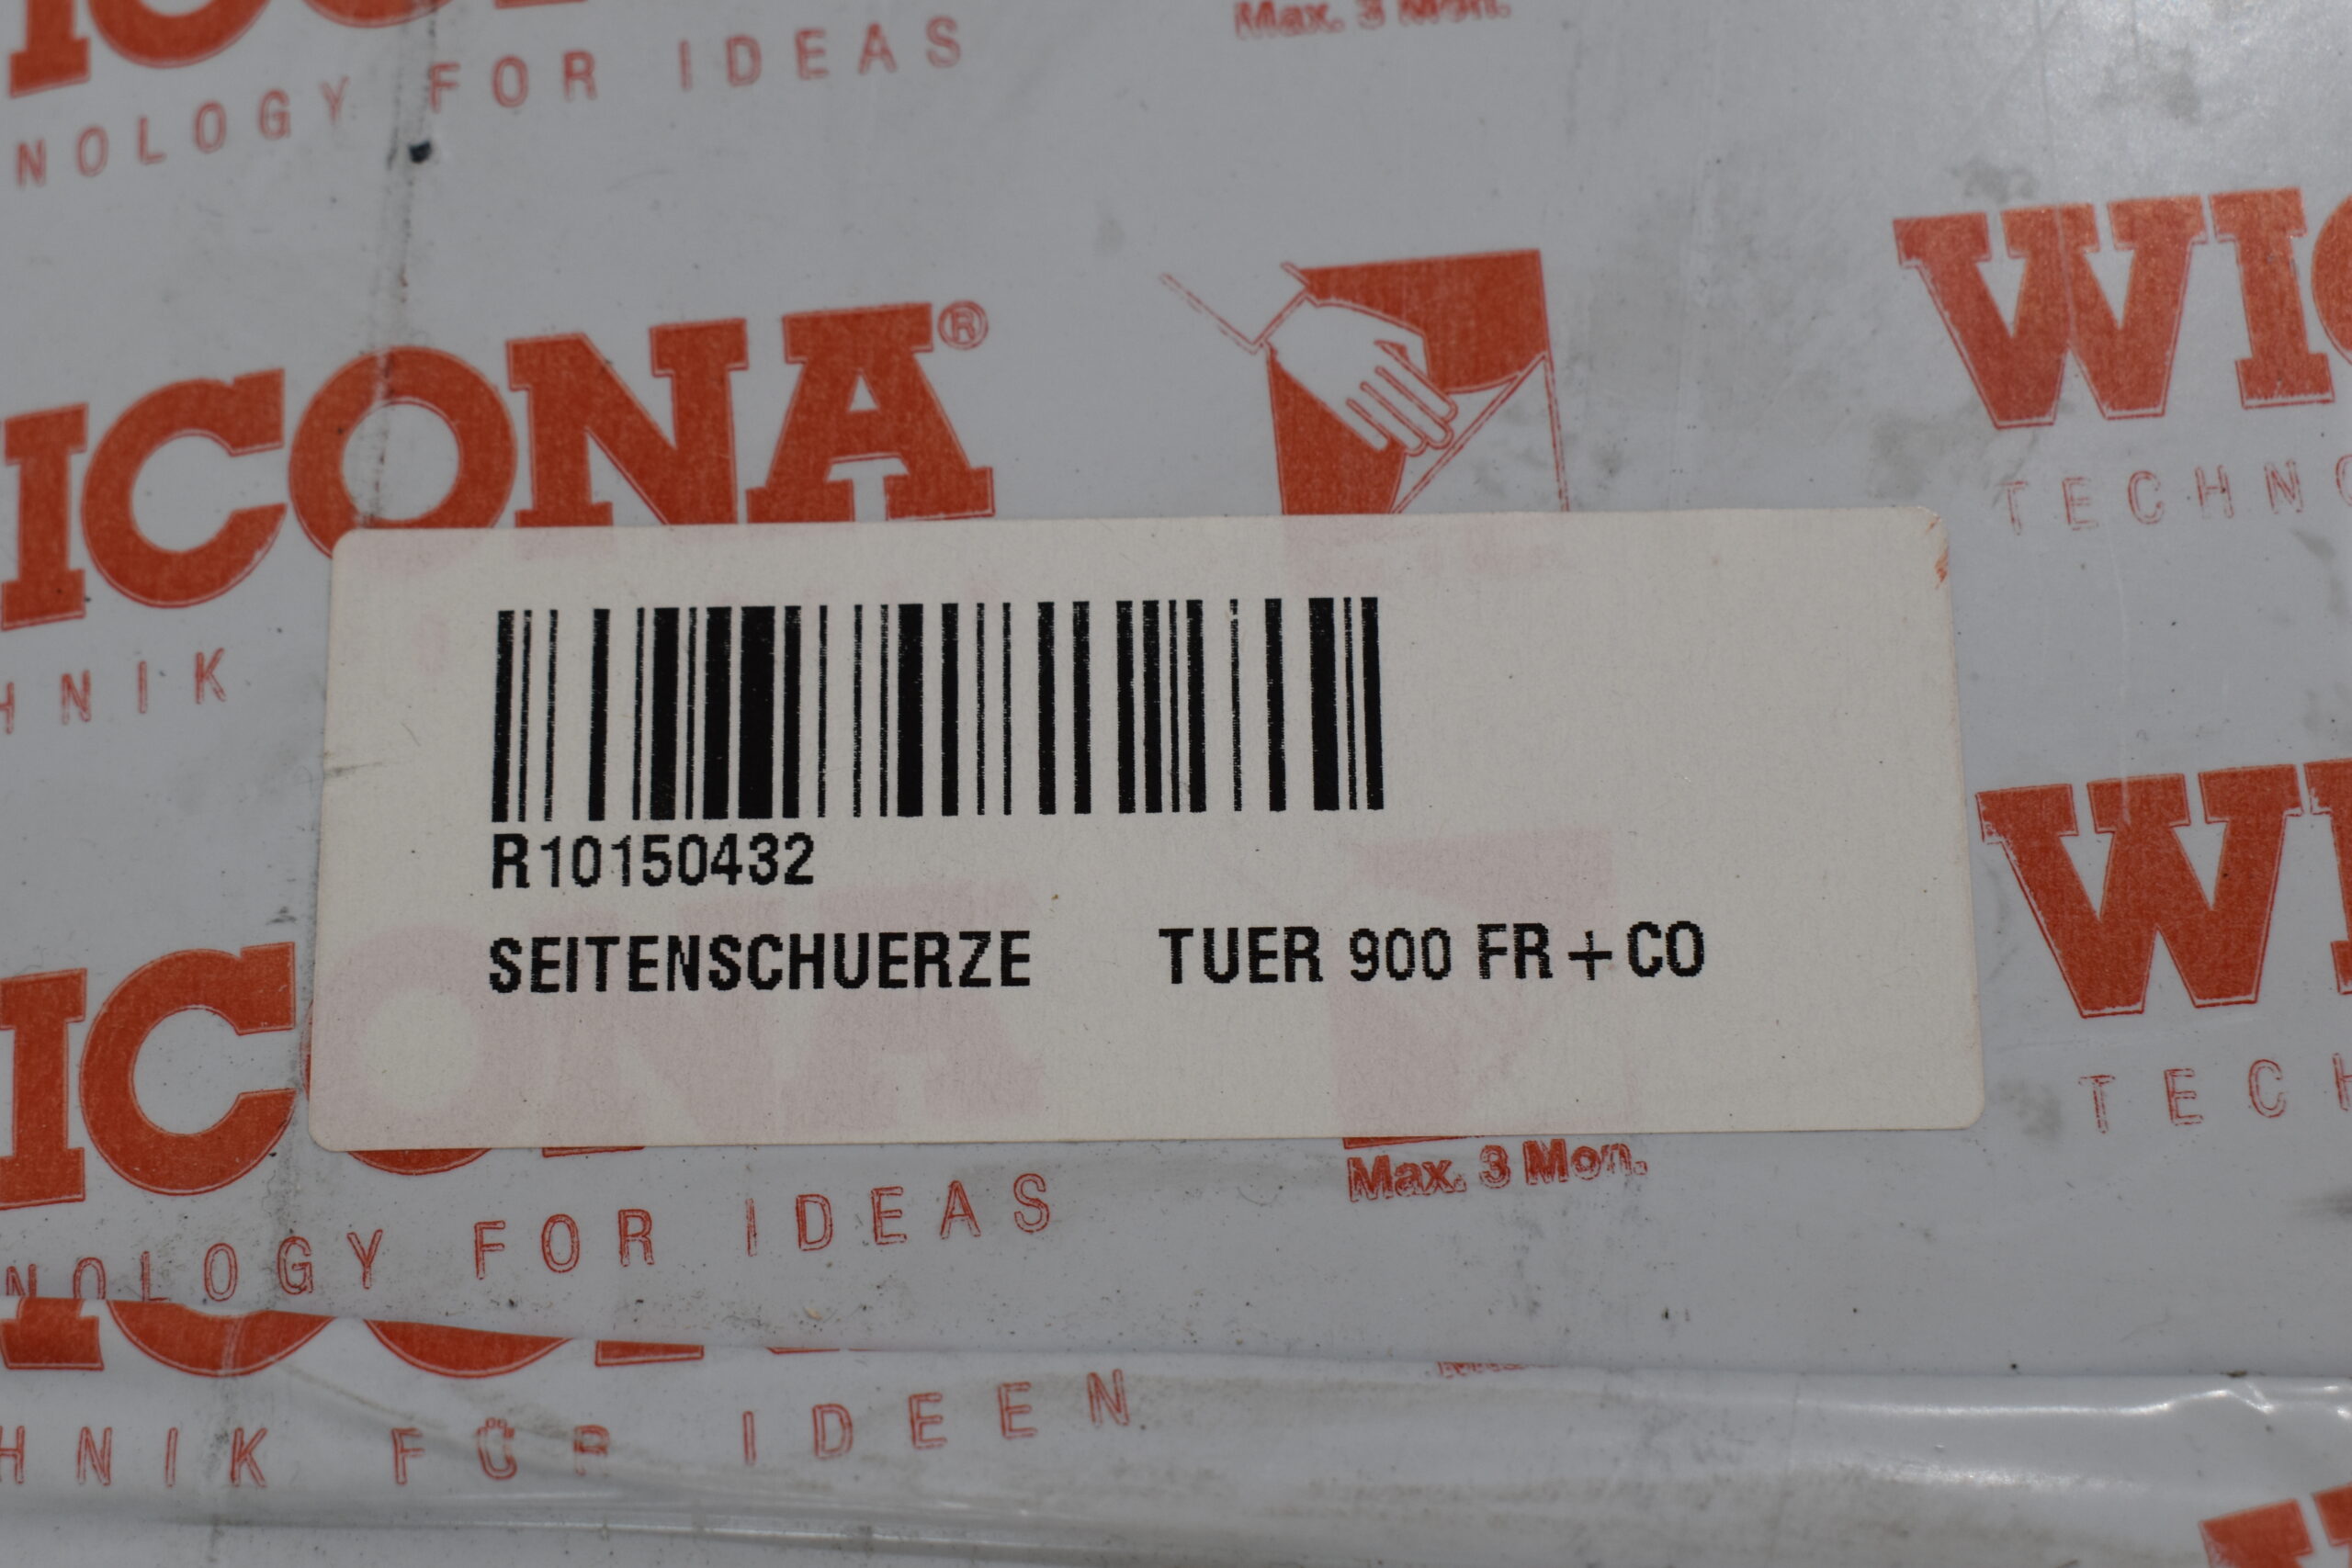 Max. 3 Mon.
NOLOGY FOR IDEAS
ICONA®
WIC
TECHNO
HNIK
R10150432
SEITENSCHUERZE TUER 900 FR+CO
IC
WI
TECH
Max. 3 Mon.
NOLOGY FOR IDEAS
HNIK FÜR IDEEN